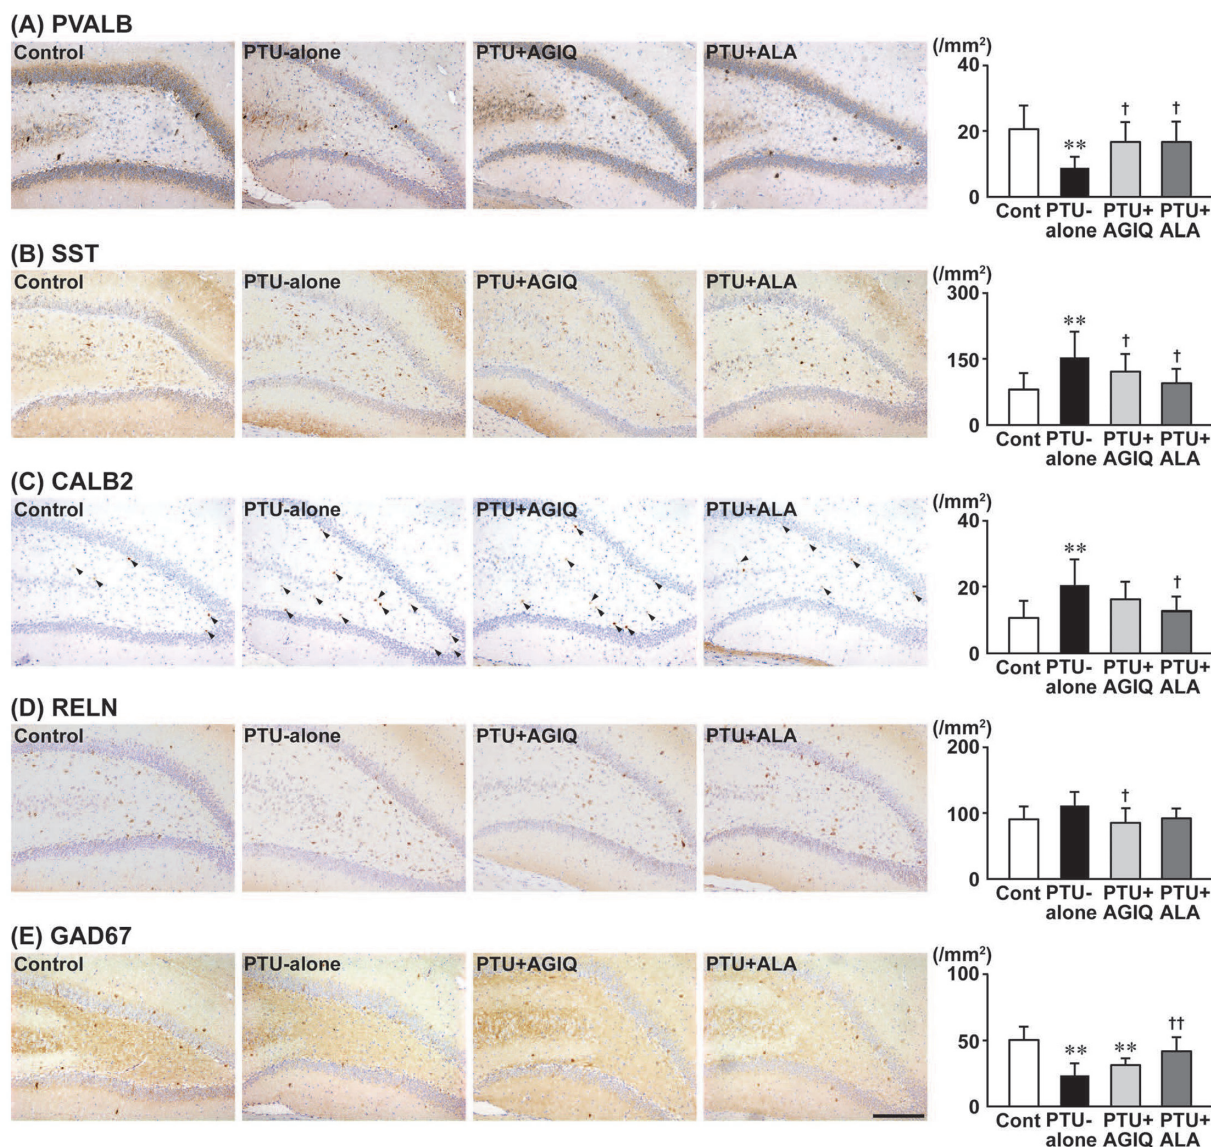 (A) PVALB
Control
PTU-alone
PTU+AGIQ
PTU+ALA
(/mm²)
40
20
0
**
†
†
Cont PTU- PTU+ PTU+
alone AGIQ ALA
(B) SST
Control
PTU-alone
PTU+AGIQ
PTU+ALA
(/mm²)
300
150
0
**
†
†
Cont PTU- PTU+ PTU+
alone AGIQ ALA
(C) CALB2
Control
PTU-alone
PTU+AGIQ
PTU+ALA
(/mm²)
40
20
0
**
†
Cont PTU- PTU+ PTU+
alone AGIQ ALA
(D) RELN
Control
PTU-alone
PTU+AGIQ
PTU+ALA
(/mm²)
200
100
0
†
Cont PTU- PTU+ PTU+
alone AGIQ ALA
(E) GAD67
Control
PTU-alone
PTU+AGIQ
PTU+ALA
(/mm²)
100
50
0
**
**
††
Cont PTU- PTU+ PTU+
alone AGIQ ALA